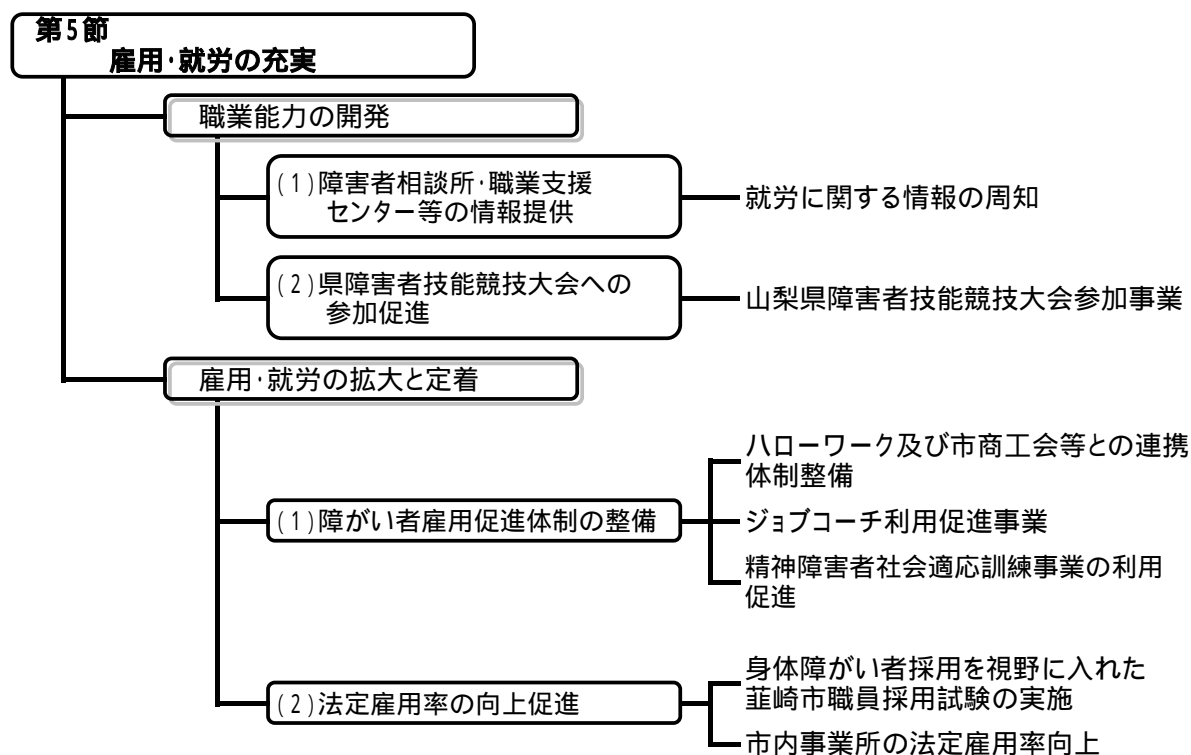 第5節
雇用・就労の充実
職業能力の開発
(1)障害者相談所・職業支援
センター等の情報提供
就労に関する情報の周知
(2)県障害者技能競技大会への
参加促進
山梨県障害者技能競技大会参加事業
雇用・就労の拡大と定着
(1)障がい者雇用促進体制の整備
ハローワーク及び市商工会等との連携
体制整備
ジョブコーチ利用促進事業
精神障害者社会適応訓練事業の利用
促進
(2)法定雇用率の向上促進
身体障がい者採用を視野に入れた
韮崎市職員採用試験の実施
市内事業所の法定雇用率向上